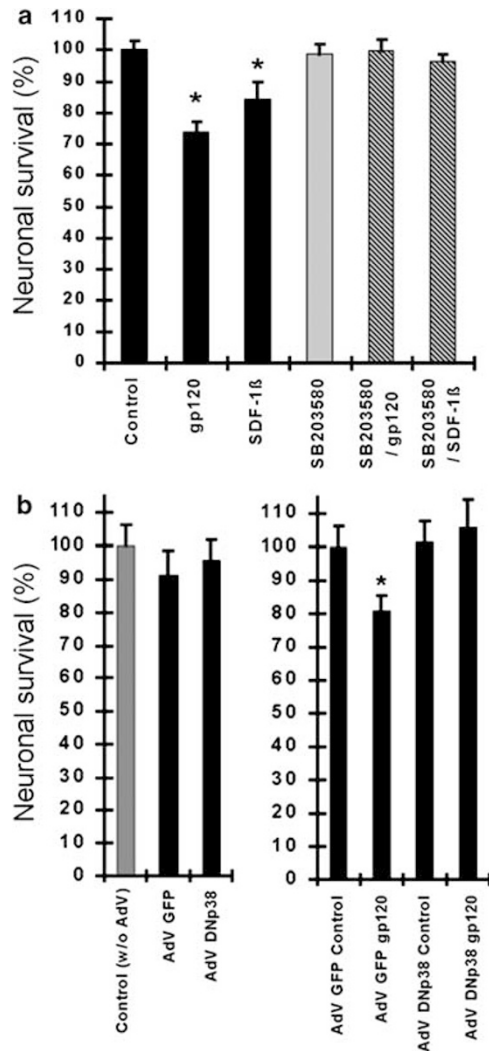 a
Neuronal survival (%)
110
100
90
80
70
60
50
40
30
20
10
0
*
*
Control
gp120
SDF-1ß
SB203580
SB203580
/ gp120
SB203580
/ SDF-1ß
b
Neuronal survival (%)
110
100
90
80
70
60
50
40
30
20
10
0
Control (w/o AdV)
AdV GFP
AdV DNp38
110
100
90
80
70
60
50
40
30
20
10
0
*
AdV GFP Control
AdV GFP gp120
AdV DNp38 Control
AdV DNp38 gp120